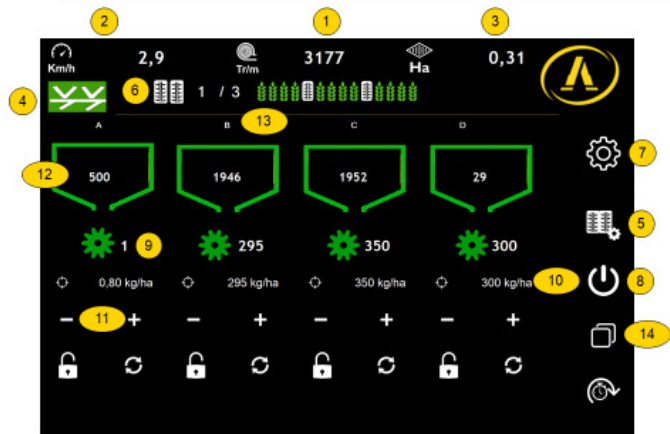 2 1 3
2,9 3177 0,31
Km/h Tr/m Ha
4 6 1 / 3
13
A B C D
7
12 500 1946 1952 29
5
1 9 295 350 300
0,80 kg/ha 295 kg/ha 350 kg/ha 300 kg/ha 10 8
− 11 + − + − + − +
14